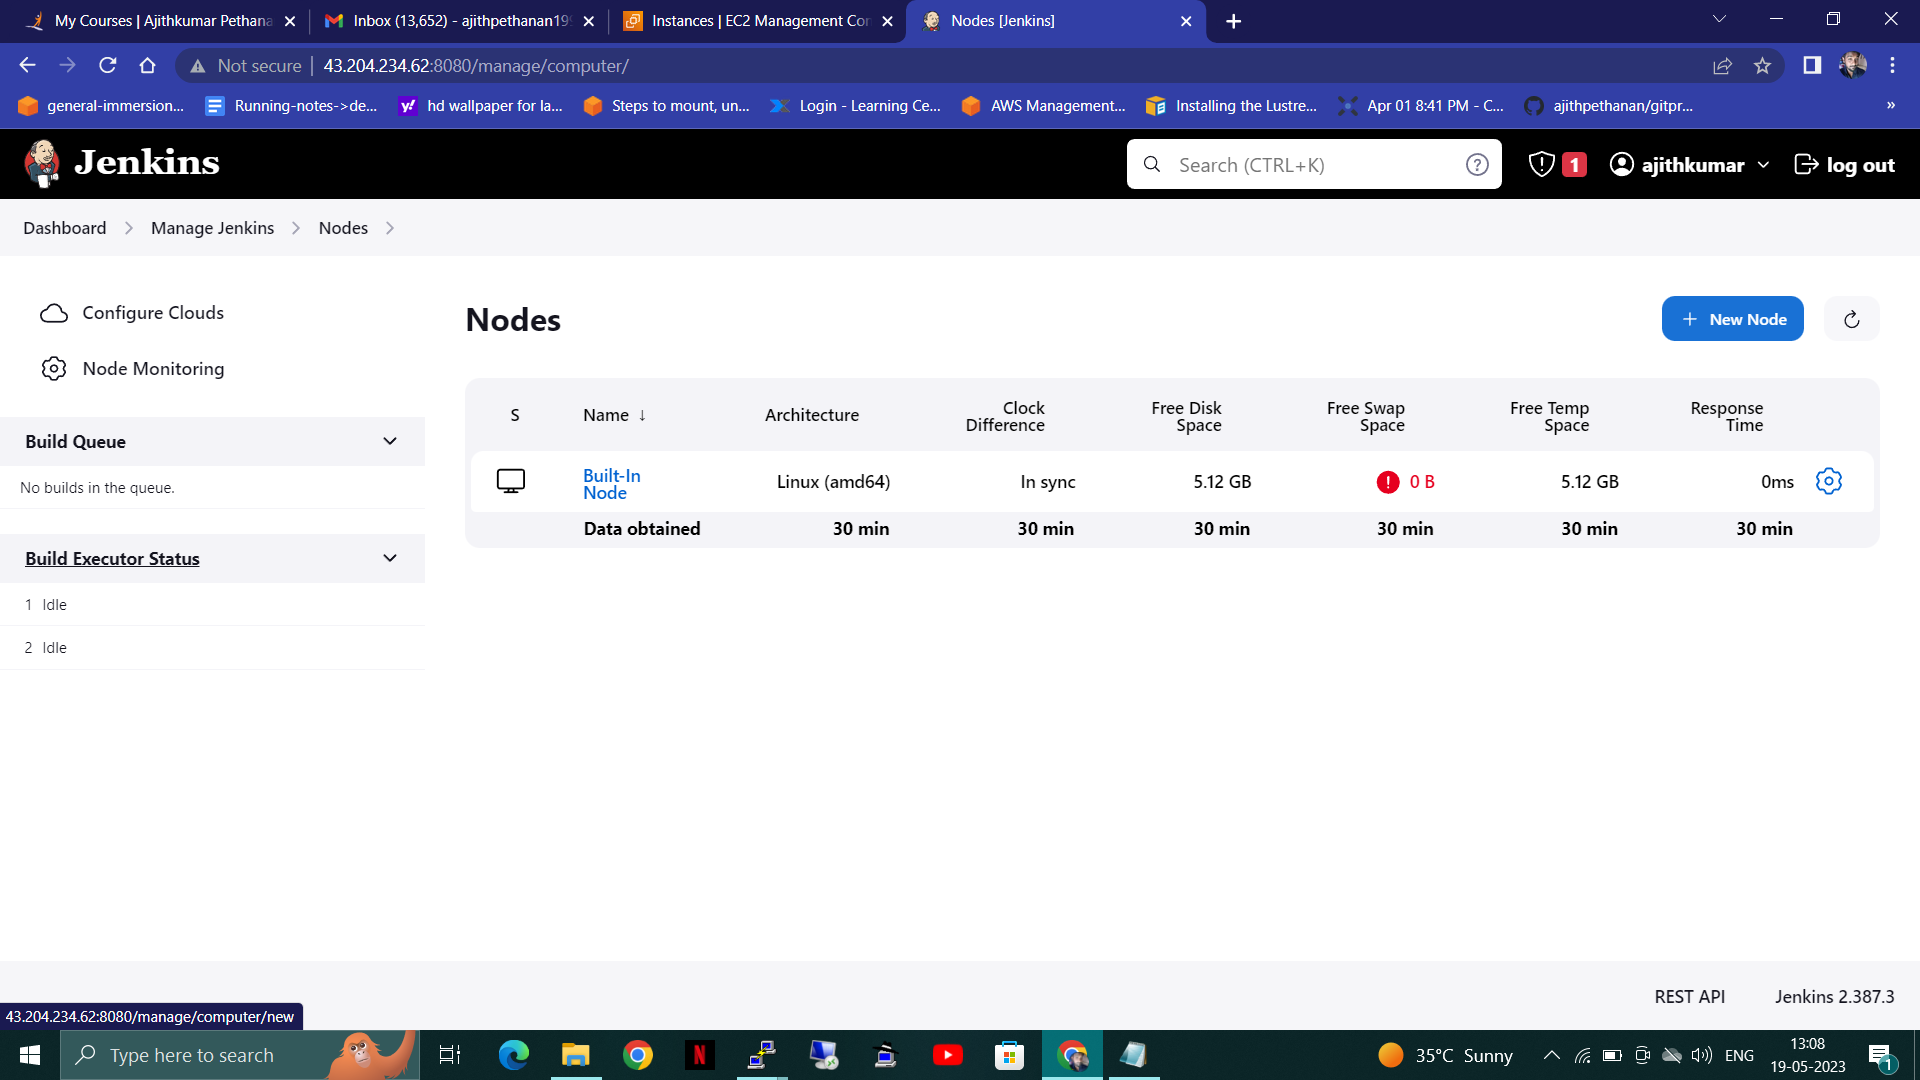 My Courses | Ajithkumar Pethana
Inbox (13,652) - ajithpethanan199
Instances | EC2 Management Con
Nodes [Jenkins]
Not secure
43.204.234.62:8080/manage/computer/
general-immersion...
Running-notes->de...
hd wallpaper for la...
Steps to mount, un...
Login - Learning Ce...
AWS Management...
Installing the Lustre...
Apr 01 8:41 PM - C...
ajithpethanan/gitpr...
»
Jenkins
Search (CTRL+K)
1
ajithkumar
log out
Dashboard
Manage Jenkins
Nodes
Configure Clouds
Node Monitoring
Build Queue
No builds in the queue.
Build Executor Status
1 Idle
2 Idle
Nodes
New Node
S Name ↓ Architecture Clock Difference Free Disk Space Free Swap Space Free Temp Space Response Time
Built-In Node Linux (amd64) In sync 5.12 GB 0 B 5.12 GB 0ms
Data obtained 30 min 30 min 30 min 30 min 30 min 30 min
REST API
Jenkins 2.387.3
43.204.234.62:8080/manage/computer/new
Type here to search
35°C Sunny
ENG
13:08
19-05-2023
1